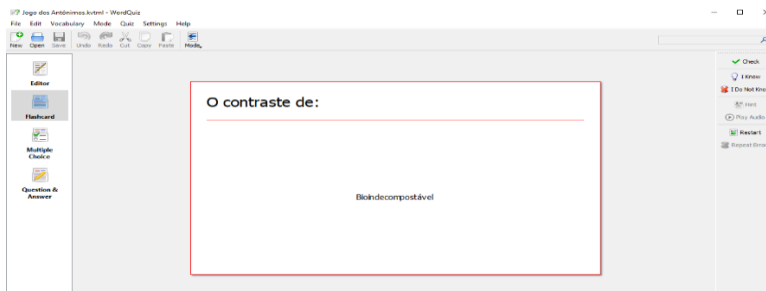 Jogo dos Antônimos.kvtml - WordQuiz
File Edit Vocabulary Mode Quiz Settings Help
New Open Save Undo Redo Cut Copy Paste Mode
Editor
Flashcard
Multiple
Choice
Question &
Answer
O contraste de:
Bioindecompostável
Check
I Knew
I Do Not Kno
Hint
Play Audio
Restart
Repeat Error